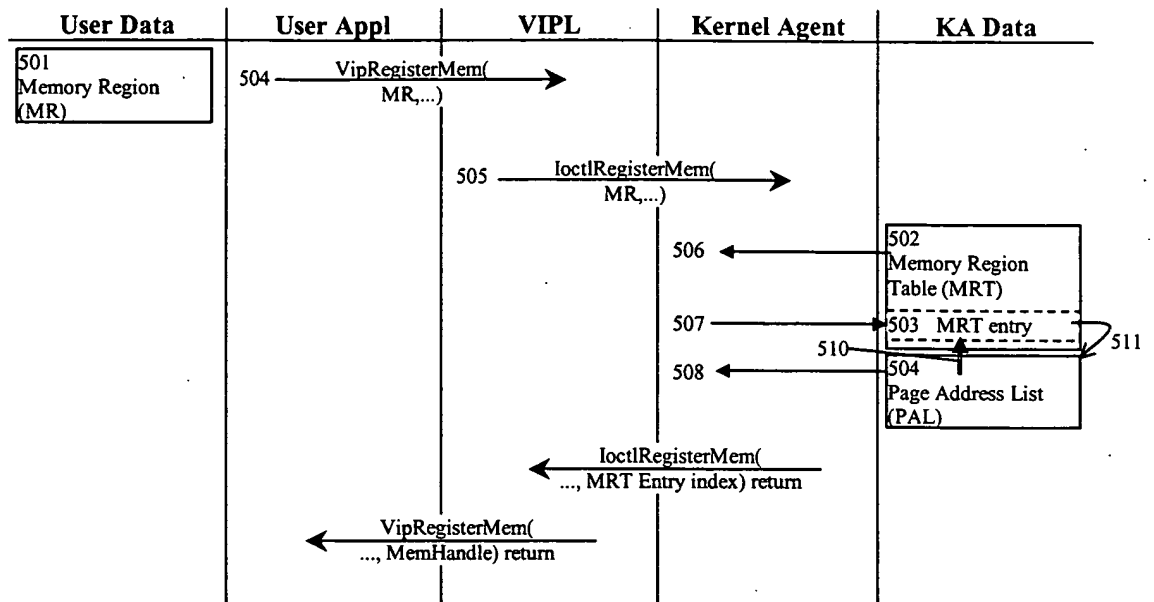 User Data User Appl VIPL Kernel Agent KA Data
501
Memory Region
(MR)
504 VipRegisterMem(
MR,...)
505 IoctlRegisterMem(
MR,...)
506
502
Memory Region
Table (MRT)
507
503 MRT entry
510
511
508
504
Page Address List
(PAL)
IoctlRegisterMem(
..., MRT Entry index) return
VipRegisterMem(
..., MemHandle) return